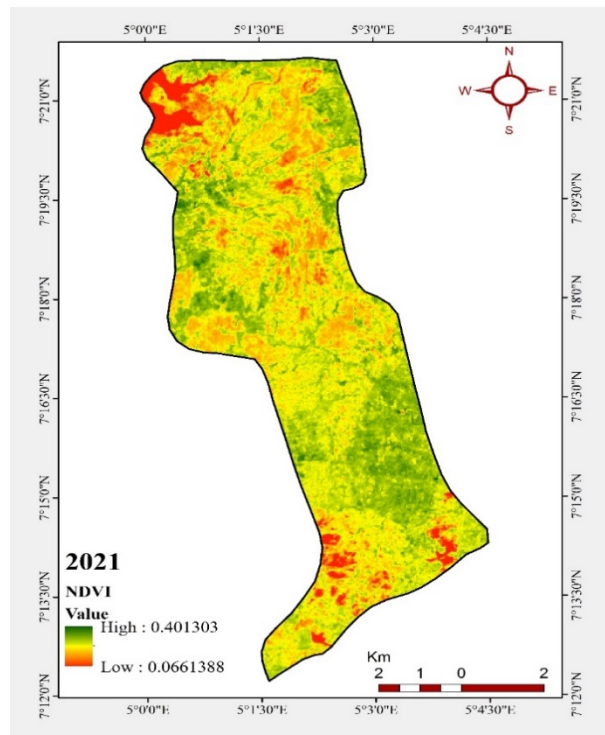 5°0'0"E 5°1'30"E 5°3'0"E 5°4'30"E
N
W E
S
7°21'0"N 7°21'0"N
7°19'30"N 7°19'30"N
7°18'0"N 7°18'0"N
7°16'30"N 7°16'30"N
7°15'0"N 7°15'0"N
7°13'30"N 7°13'30"N
7°12'0"N 7°12'0"N
2021
NDVI
Value
High : 0.401303
Low : 0.0661388
Km
2 1 0 2
5°0'0"E 5°1'30"E 5°3'0"E 5°4'30"E